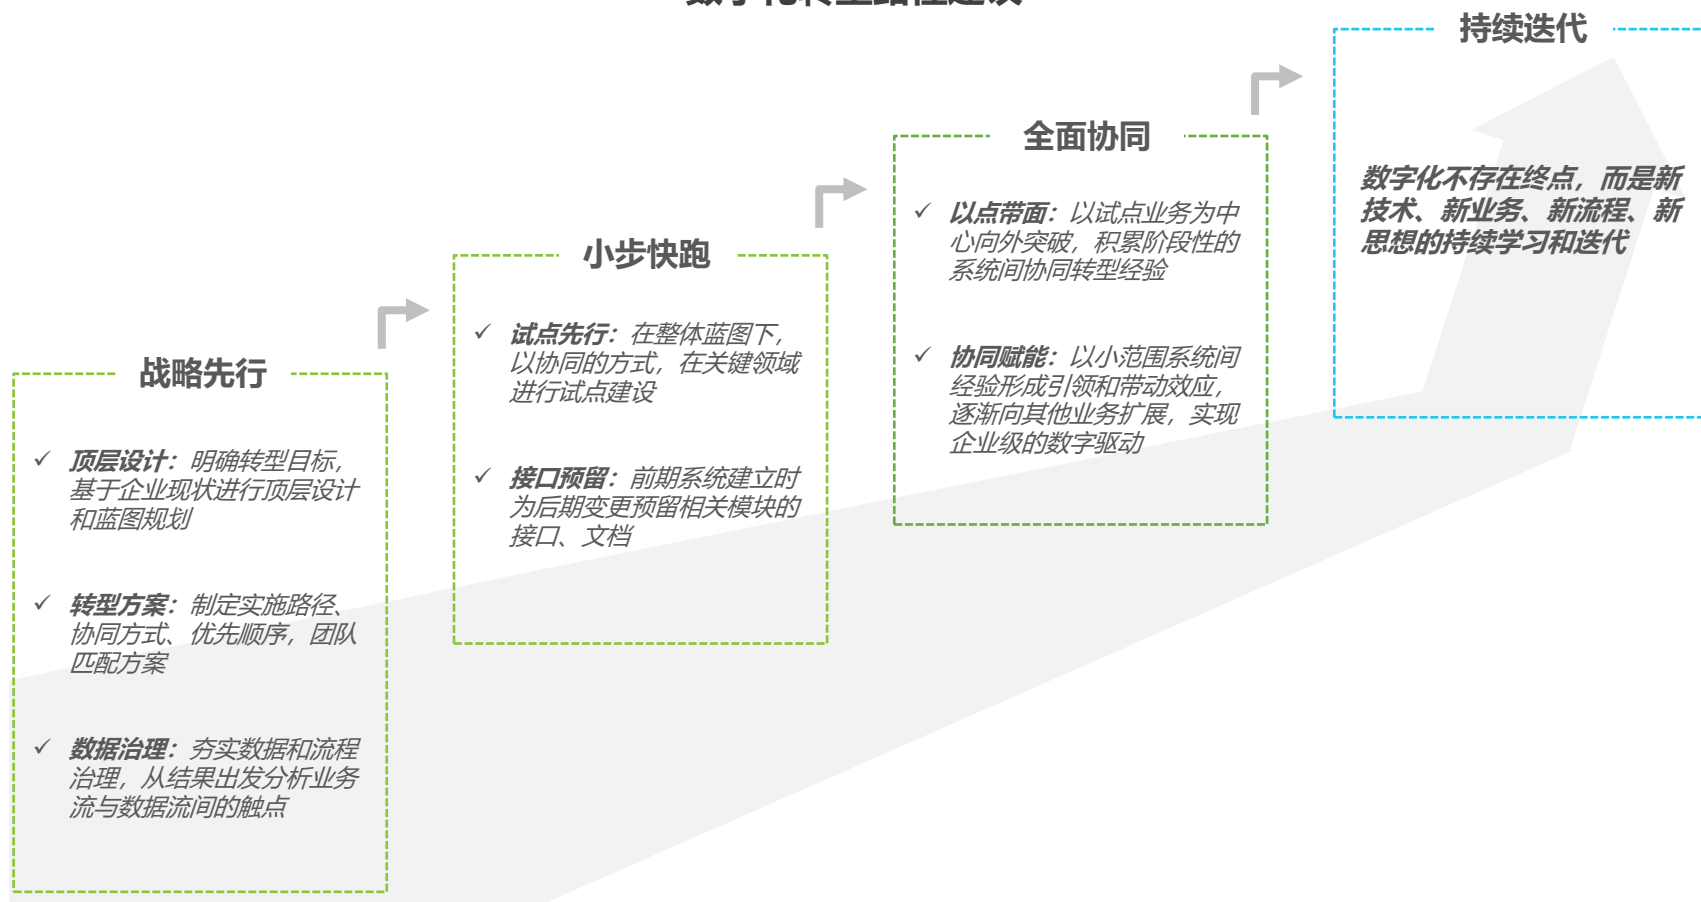 数字化转型路径建议
持续迭代
数字化不存在终点，而是新
技术、新业务、新流程、新
思想的持续学习和迭代
全面协同
✓ 以点带面：以试点业务为中
心向外突破，积累阶段性的
系统间协同转型经验
✓ 协同赋能：以小范围系统间
经验形成引领和带动效应，
逐渐向其他业务扩展，实现
企业级的数字驱动
小步快跑
✓ 试点先行：在整体蓝图下，
以协同的方式，在关键领域
进行试点建设
✓ 接口预留：前期系统建立时
为后期变更预留相关模块的
接口、文档
战略先行
✓ 顶层设计：明确转型目标，
基于企业现状进行顶层设计
和蓝图规划
✓ 转型方案：制定实施路径、
协同方式、优先顺序，团队
匹配方案
✓ 数据治理：夯实数据和流程
治理，从结果出发分析业务
流与数据流间的触点